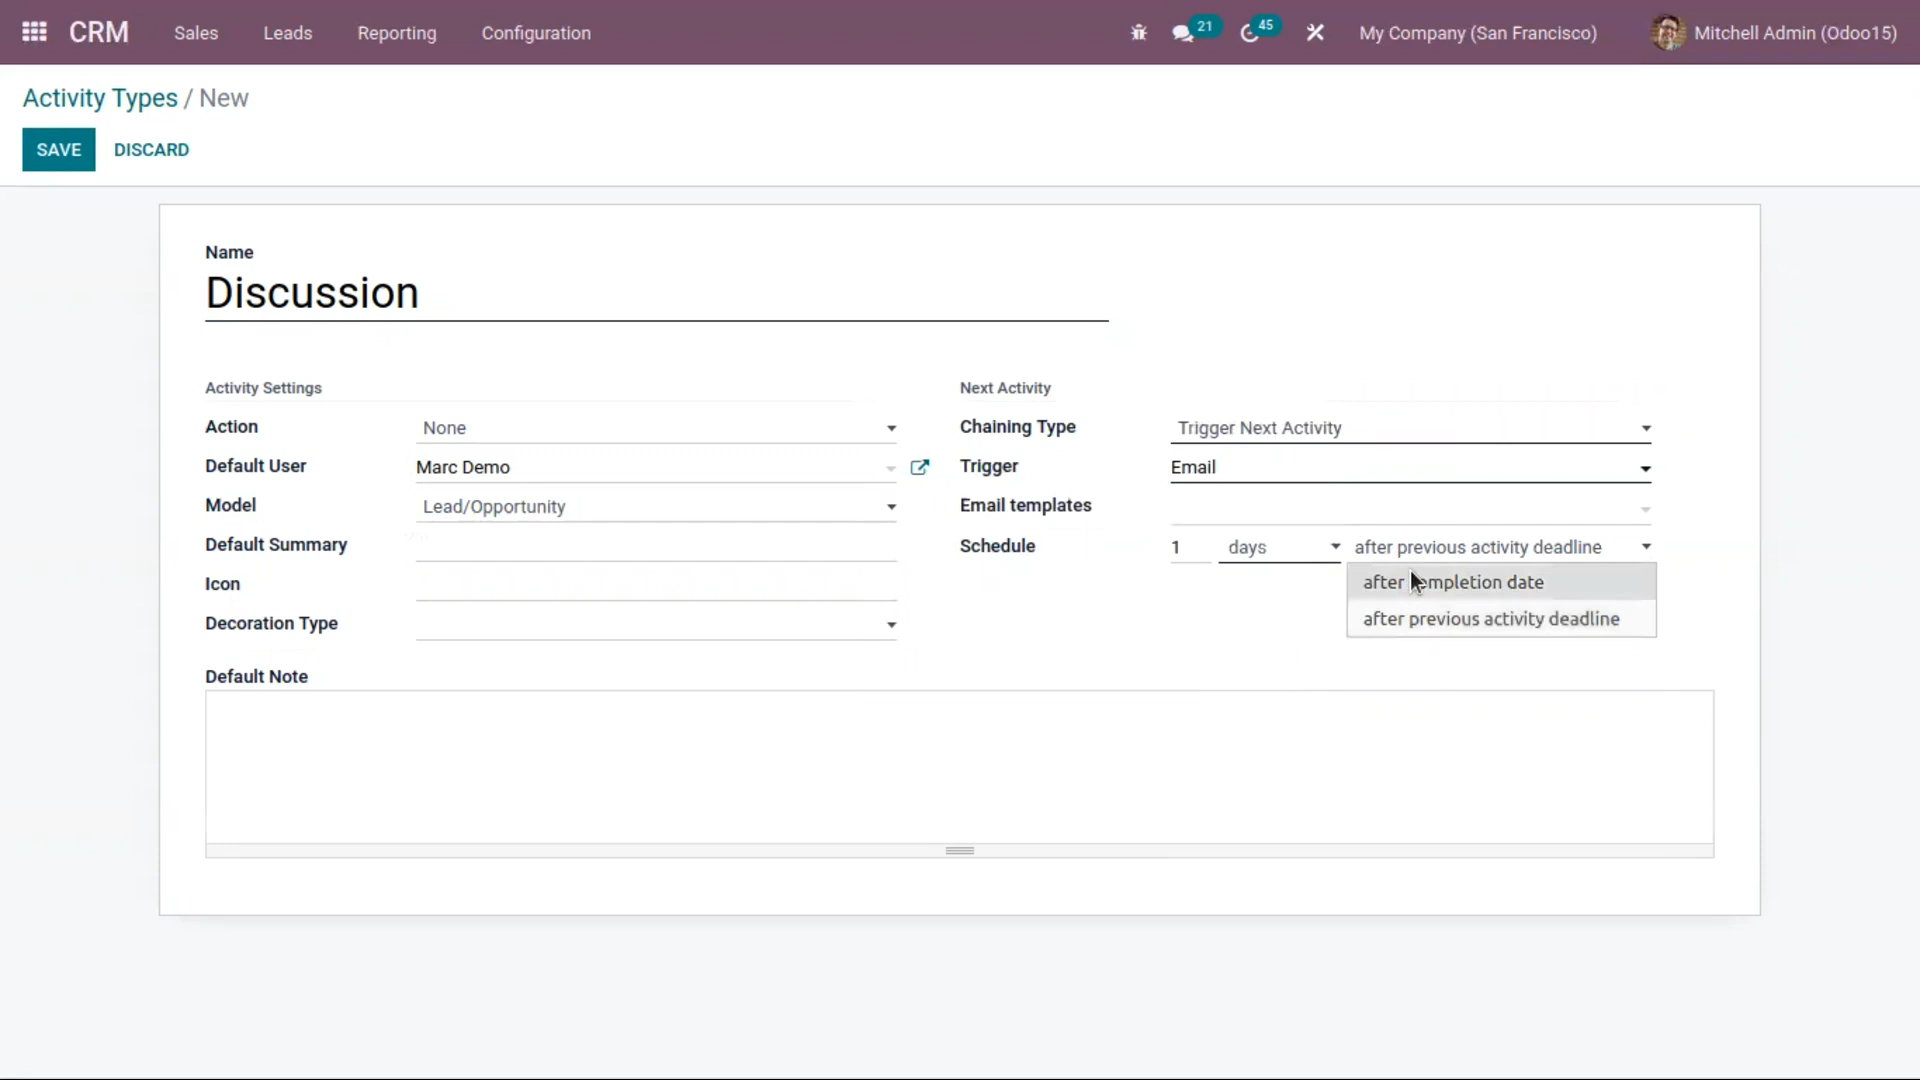 CRM Sales Leads Reporting Configuration 21 45 My Company (San Francisco) Mitchell Admin (Odoo15)
Activity Types / New
SAVE DISCARD
Name
Discussion
Activity Settings
Action None
Default User Marc Demo
Model Lead/Opportunity
Default Summary
Icon
Decoration Type
Next Activity
Chaining Type Trigger Next Activity
Trigger Email
Email templates
Schedule 1 days after previous activity deadline
after completion date
after previous activity deadline
Default Note